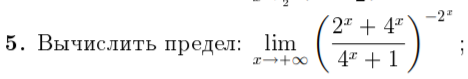 5. Вычислить предел: lim_{x→+∞} ((2^x + 4^x)/(4^x + 1))^{-2^x};